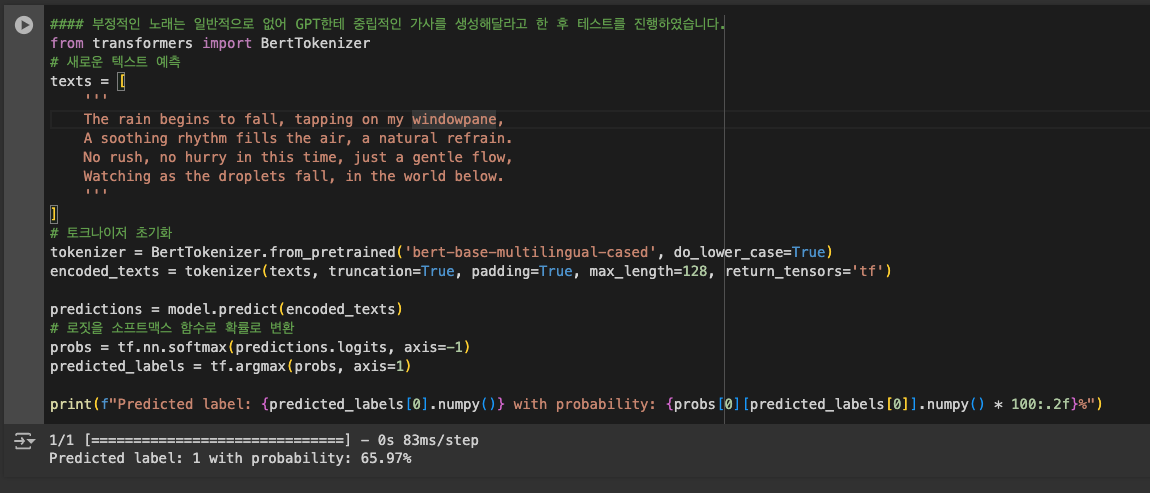 #### 부정적인 노래는 일반적으로 없어 GPT한테 중립적인 가사를 생성해달라고 한 후 테스트를 진행하였습니다.
from transformers import BertTokenizer
# 새로운 텍스트 예측
texts = [
    '''
    The rain begins to fall, tapping on my windowpane,
    A soothing rhythm fills the air, a natural refrain.
    No rush, no hurry in this time, just a gentle flow,
    Watching as the droplets fall, in the world below.
    '''
]
# 토크나이저 초기화
tokenizer = BertTokenizer.from_pretrained('bert-base-multilingual-cased', do_lower_case=True)
encoded_texts = tokenizer(texts, truncation=True, padding=True, max_length=128, return_tensors='tf')
predictions = model.predict(encoded_texts)
# 로짓을 소프트맥스 함수로 확률로 변환
probs = tf.nn.softmax(predictions.logits, axis=-1)
predicted_labels = tf.argmax(probs, axis=1)
print(f"Predicted label: {predicted_labels[0].numpy()} with probability: {probs[0][predicted_labels[0]].numpy() * 100:.2f}%")
1/1 [==============================] - 0s 83ms/step
Predicted label: 1 with probability: 65.97%